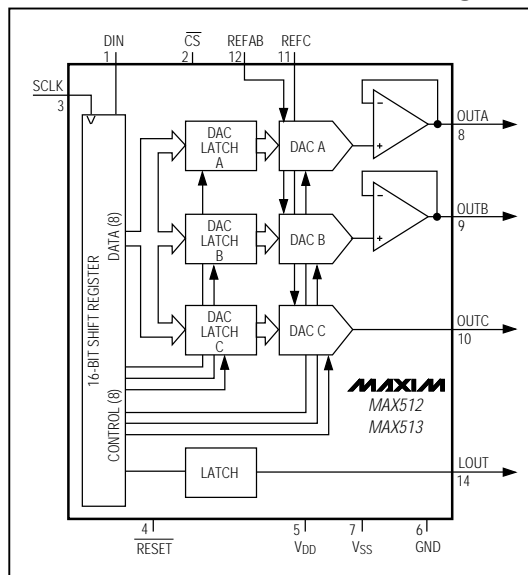 DIN
1
CS
2
REFAB
12
REFC
11
SCLK
3
16-BIT SHIFT REGISTER
DATA (8)
CONTROL (8)
DAC
LATCH
A
DAC A
OUTA
8
DAC
LATCH
B
DAC B
OUTB
9
DAC
LATCH
C
DAC C
OUTC
10
MAXIM
MAX512
MAX513
LATCH
LOUT
14
4
RESET
5
VDD
7
VSS
6
GND